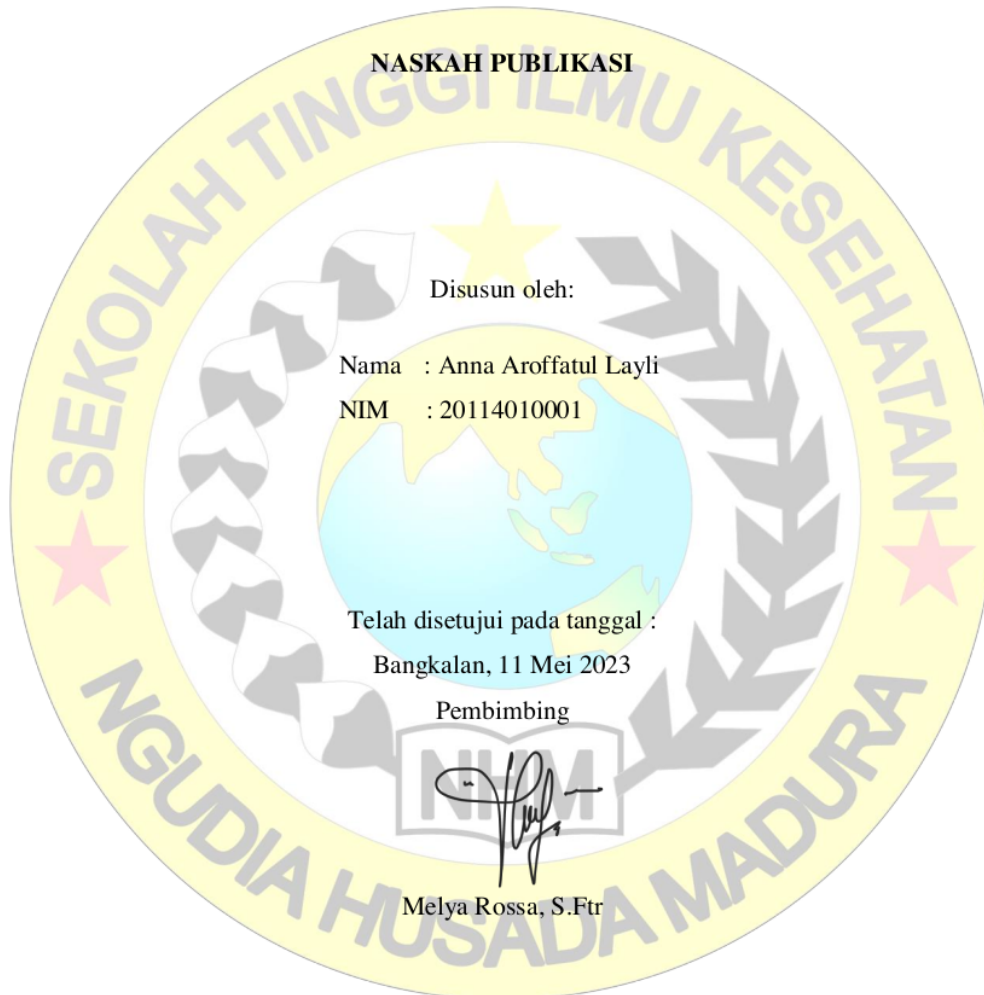 NASKAH PUBLIKASI
SEKOLAH TINGGI ILMU KESEHATAN
Disusun oleh:
Nama : Anna Aroffatul Layli
NIM : 20114010001
Telah disetujui pada tanggal :
Bangkalan, 11 Mei 2023
Pembimbing
NHM
Melya Rossa, S.Ftr
NGUDIA HUSADA MADURA